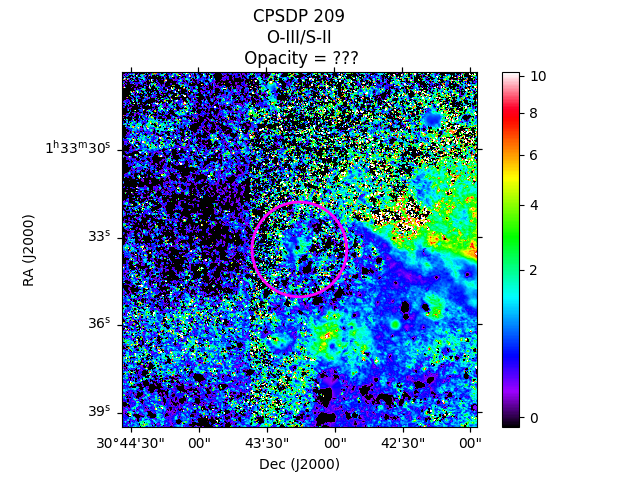 CPSDP 209
O-III/S-II
Opacity = ???
10
8
6
4
2
0
1ʰ33ᵐ30ˢ
33ˢ
36ˢ
39ˢ
RA (J2000)
30°44'30" 00" 43'30" 00" 42'30" 00"
Dec (J2000)